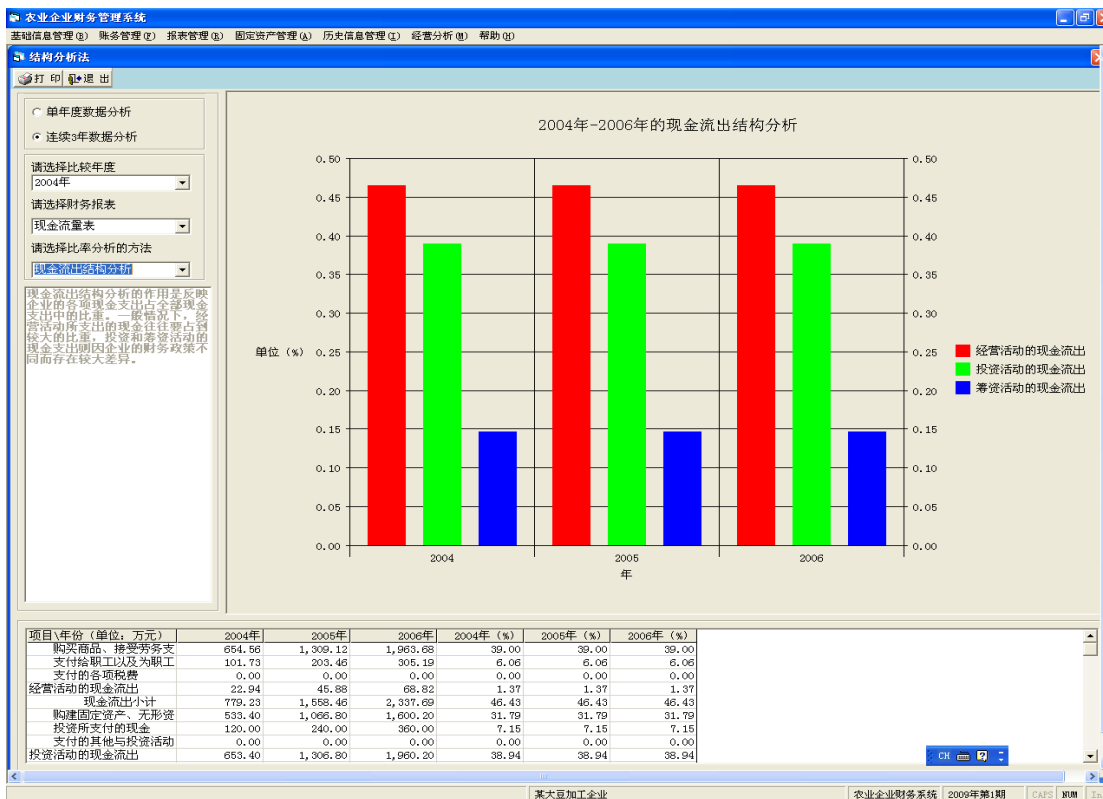 农业企业财务管理系统
基础信息管理(B) 账务管理(P) 报表管理(R) 固定资产管理(A) 历史信息管理(I) 经营分析(M) 帮助(H)
结构分析法
打 印 退 出
单年度数据分析
连续3年数据分析
请选择比较年度
2004年
请选择财务报表
现金流量表
请选择比率分析的方法
现金流出结构分析
现金流出结构分析的作用是反映
企业的各项现金支出占全部现金
支出中的比重。一般情况下，经
营活动所支出的现金往往要占到
较大的比重，投资和筹资活动的
现金支出则因企业的财务政策不
同而存在较大差异。
2004年-2006年的现金流出结构分析
0.50 0.50
0.45 0.45
0.40 0.40
0.35 0.35
0.30 0.30
单位（%） 0.25 0.25
0.20 0.20
0.15 0.15
0.10 0.10
0.05 0.05
0.00 0.00
2004 2005 2006
年
经营活动的现金流出
投资活动的现金流出
筹资活动的现金流出
项目\年份（单位：万元） 2004年 2005年 2006年 2004年（%） 2005年（%） 2006年（%）
购买商品、接受劳务支 654.56 1,309.12 1,963.68 39.00 39.00 39.00
支付给职工以及为职工 101.73 203.46 305.19 6.06 6.06 6.06
支付的各项税费 0.00 0.00 0.00 0.00 0.00 0.00
经营活动的现金流出 22.94 45.88 68.82 1.37 1.37 1.37
现金流出小计 779.23 1,558.46 2,337.69 46.43 46.43 46.43
购建固定资产、无形资 533.40 1,066.80 1,600.20 31.79 31.79 31.79
投资所支付的现金 120.00 240.00 360.00 7.15 7.15 7.15
支付的其他与投资活动 0.00 0.00 0.00 0.00 0.00 0.00
投资活动的现金流出 653.40 1,306.80 1,960.20 38.94 38.94 38.94
CH
某大豆加工企业 农业企业财务系统 2009年第1期 CAPS NUM In